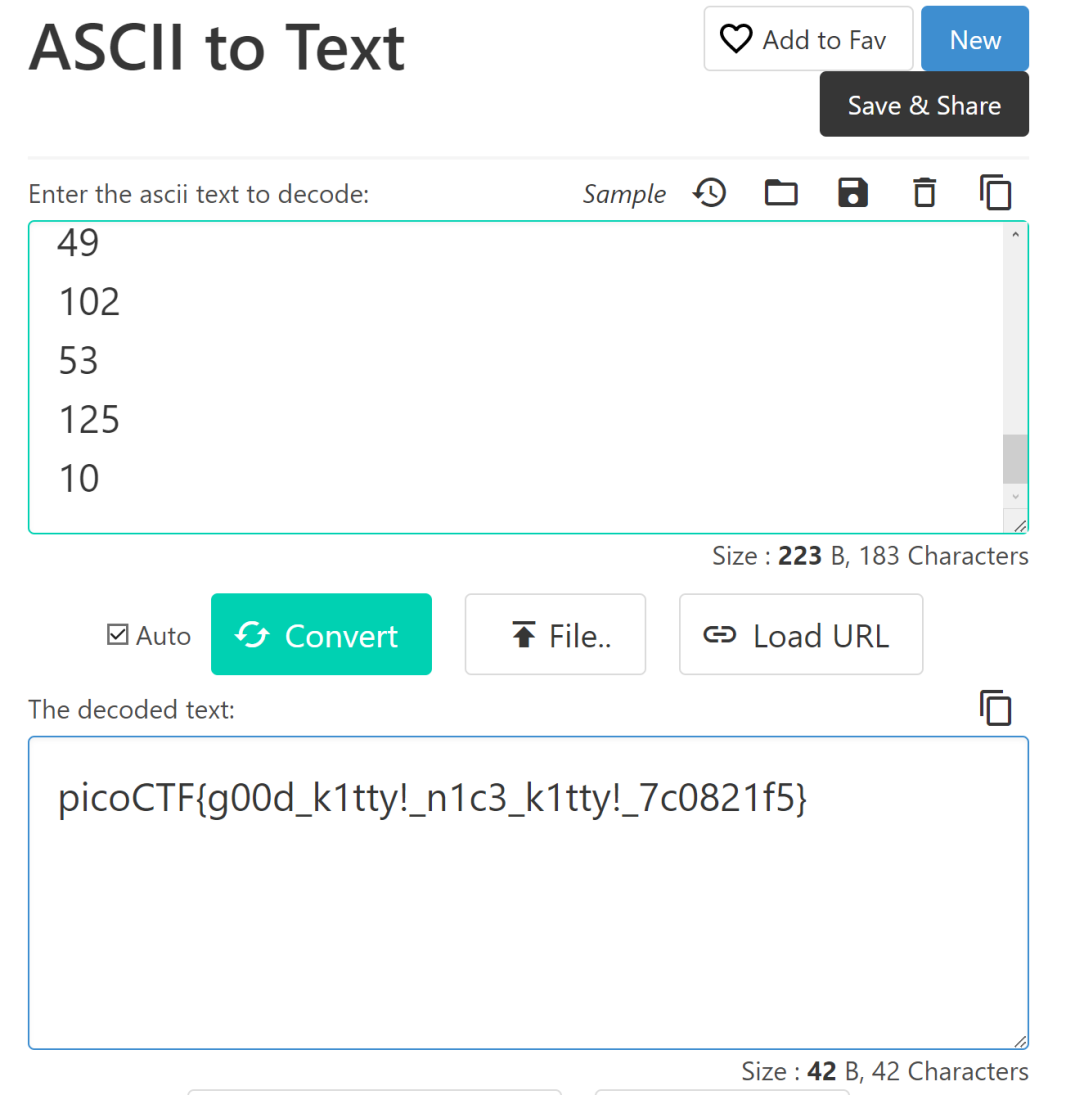 ASCII to Text
Add to Fav
New
Save & Share
Enter the ascii text to decode:
Sample
49
102
53
125
10
Size : 223 B, 183 Characters
Auto
Convert
File..
Load URL
The decoded text:
picoCTF{g00d_k1tty!_n1c3_k1tty!_7c0821f5}
Size : 42 B, 42 Characters